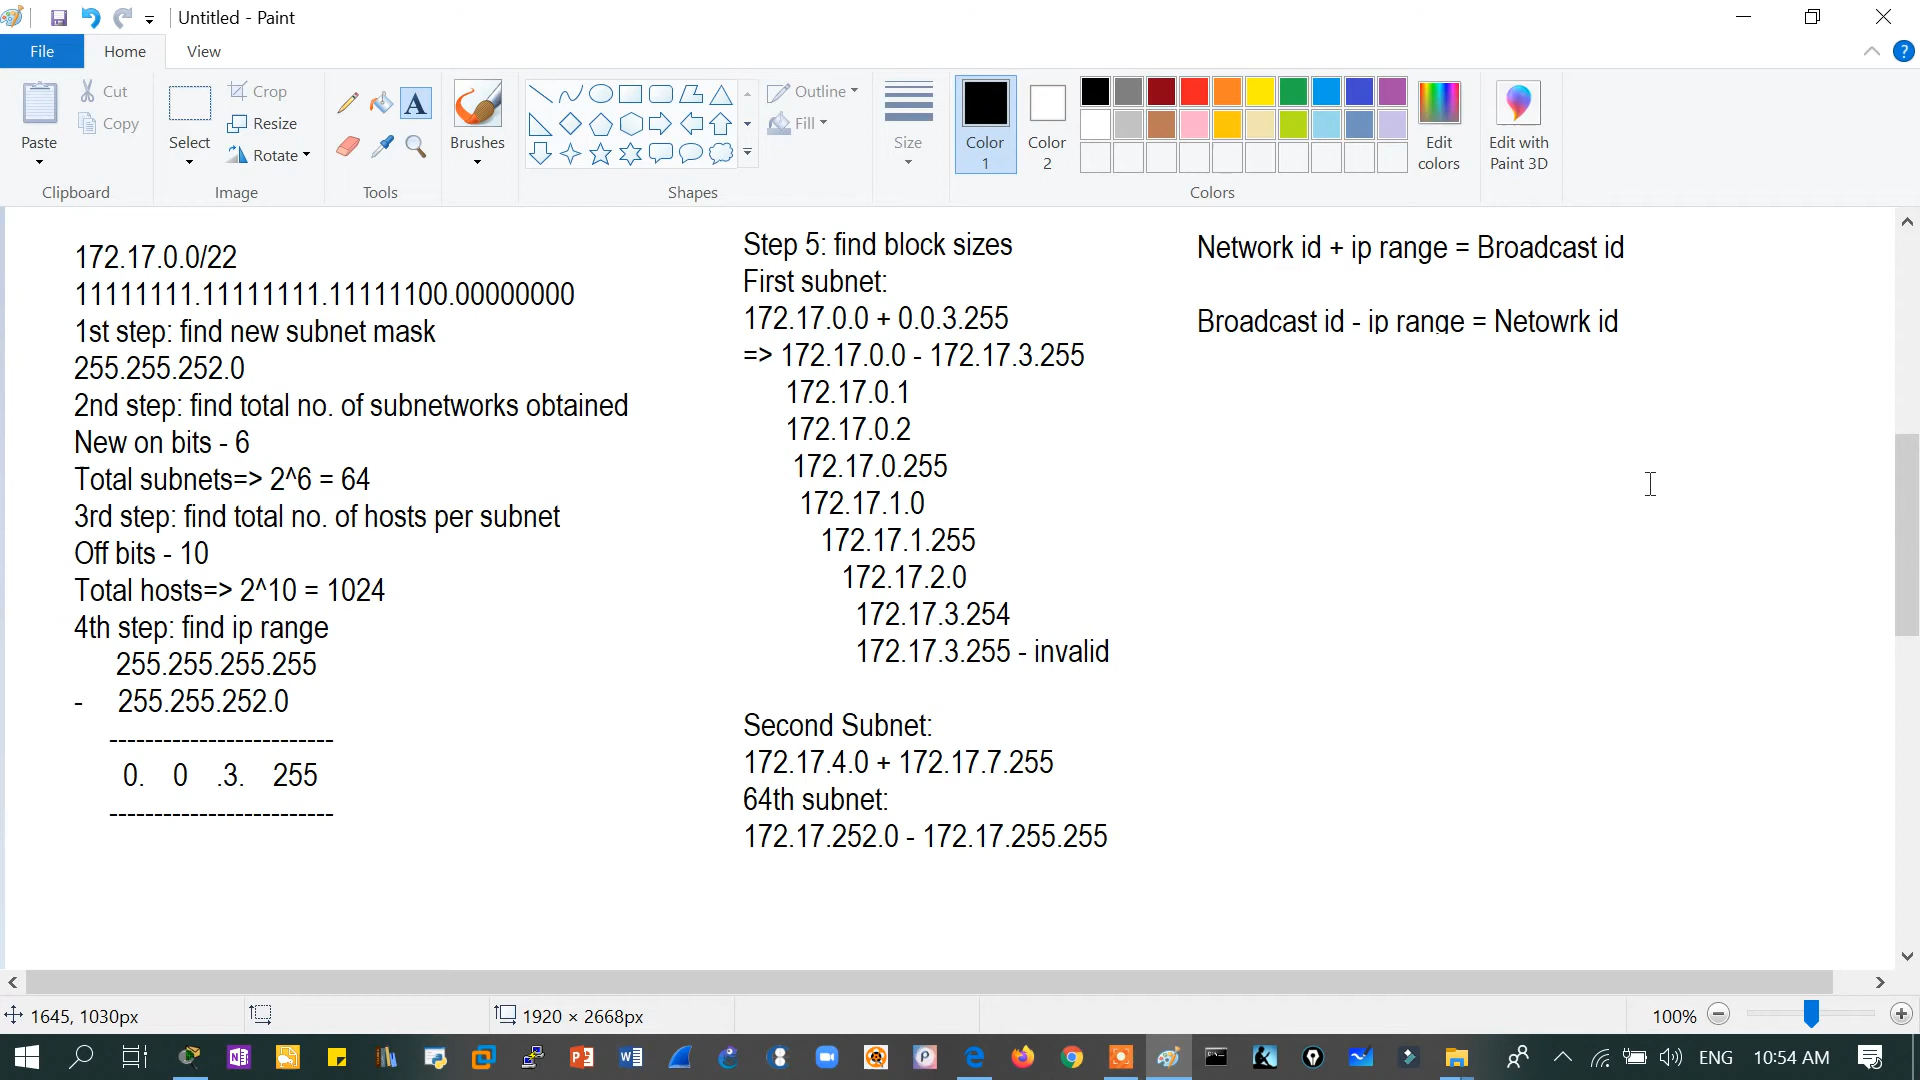 Untitled - Paint
File
Home
View
Paste
Cut
Copy
Clipboard
Select
Crop
Resize
Rotate
Image
Tools
Brushes
Outline
Fill
Shapes
Size
Color
1
Color
2
Edit
colors
Colors
Edit with
Paint 3D
172.17.0.0/22
11111111.11111111.11111100.00000000
1st step: find new subnet mask
255.255.252.0
2nd step: find total no. of subnetworks obtained
New on bits - 6
Total subnets=> 2^6 = 64
3rd step: find total no. of hosts per subnet
Off bits - 10
Total hosts=> 2^10 = 1024
4th step: find ip range
255.255.255.255
- 255.255.252.0
-------------------------
0. 0 .3. 255
-------------------------
Step 5: find block sizes
First subnet:
172.17.0.0 + 0.0.3.255
=> 172.17.0.0 - 172.17.3.255
172.17.0.1
172.17.0.2
172.17.0.255
172.17.1.0
172.17.1.255
172.17.2.0
172.17.3.254
172.17.3.255 - invalid
Second Subnet:
172.17.4.0 + 172.17.7.255
64th subnet:
172.17.252.0 - 172.17.255.255
Network id + ip range = Broadcast id
Broadcast id - ip range = Netowrk id
1645, 1030px
1920 × 2668px
100%
ENG
10:54 AM